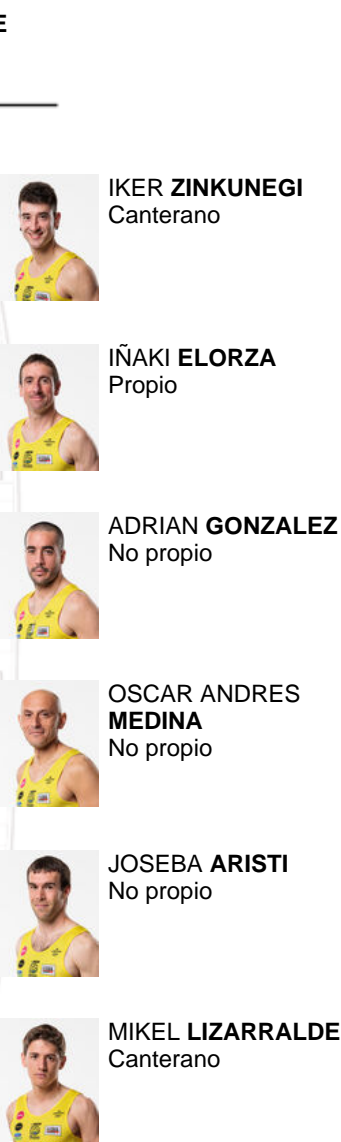 E
IKER ZINKUNEGI
Canterano
IÑAKI ELORZA
Propio
ADRIAN GONZALEZ
No propio
OSCAR ANDRES
MEDINA
No propio
JOSEBA ARISTI
No propio
MIKEL LIZARRALDE
Canterano